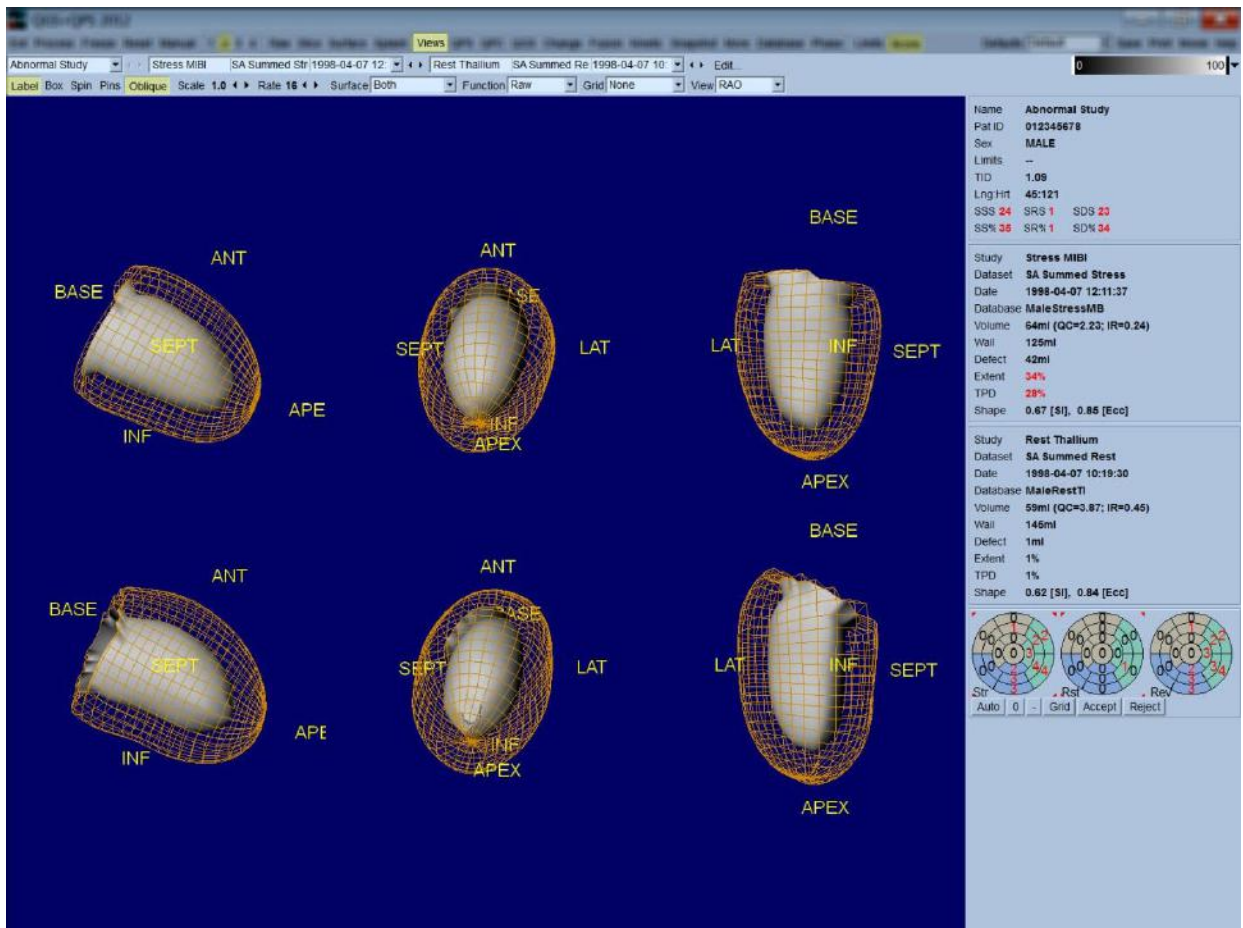 QGS+QPS 2012
Views
Abnormal Study Stress MIBI SA Summed Str 1998-04-07 12: Rest Thallium SA Summed Re 1998-04-07 10: Edit... 0 100
Label Box Spin Pins Oblique Scale 1.0 Rate 16 Surface Both Function Raw Grid None View RAO
Name Abnormal Study
Pat ID 012345678
Sex MALE
Limits --
TID 1.09
Lng:Hrt 45:121
SSS 24 SRS 1 SDS 23
SS% 35 SR% 1 SD% 34
Study Stress MIBI
Dataset SA Summed Stress
Date 1998-04-07 12:11:37
Database MaleStressMB
Volume 64ml (QC=2.23; IR=0.24)
Wall 125ml
Defect 42ml
Extent 34%
TPD 28%
Shape 0.67 [SI], 0.85 [Ecc]
Study Rest Thallium
Dataset SA Summed Rest
Date 1998-04-07 10:19:30
Database MaleRestTl
Volume 59ml (QC=3.87; IR=0.45)
Wall 145ml
Defect 1ml
Extent 1%
TPD 1%
Shape 0.62 [SI], 0.84 [Ecc]
Str Rst Rev
Auto 0 - Grid Accept Reject
ANT
BASE
SEPT
APE
INF
ANT
SEPT
LAT
INF
APEX
BASE
LAT
INF
SEPT
APEX
ANT
BASE
SEPT
APE
INF
ANT
BASE
SEPT
LAT
INF
APEX
BASE
LAT
INF
SEPT
APEX